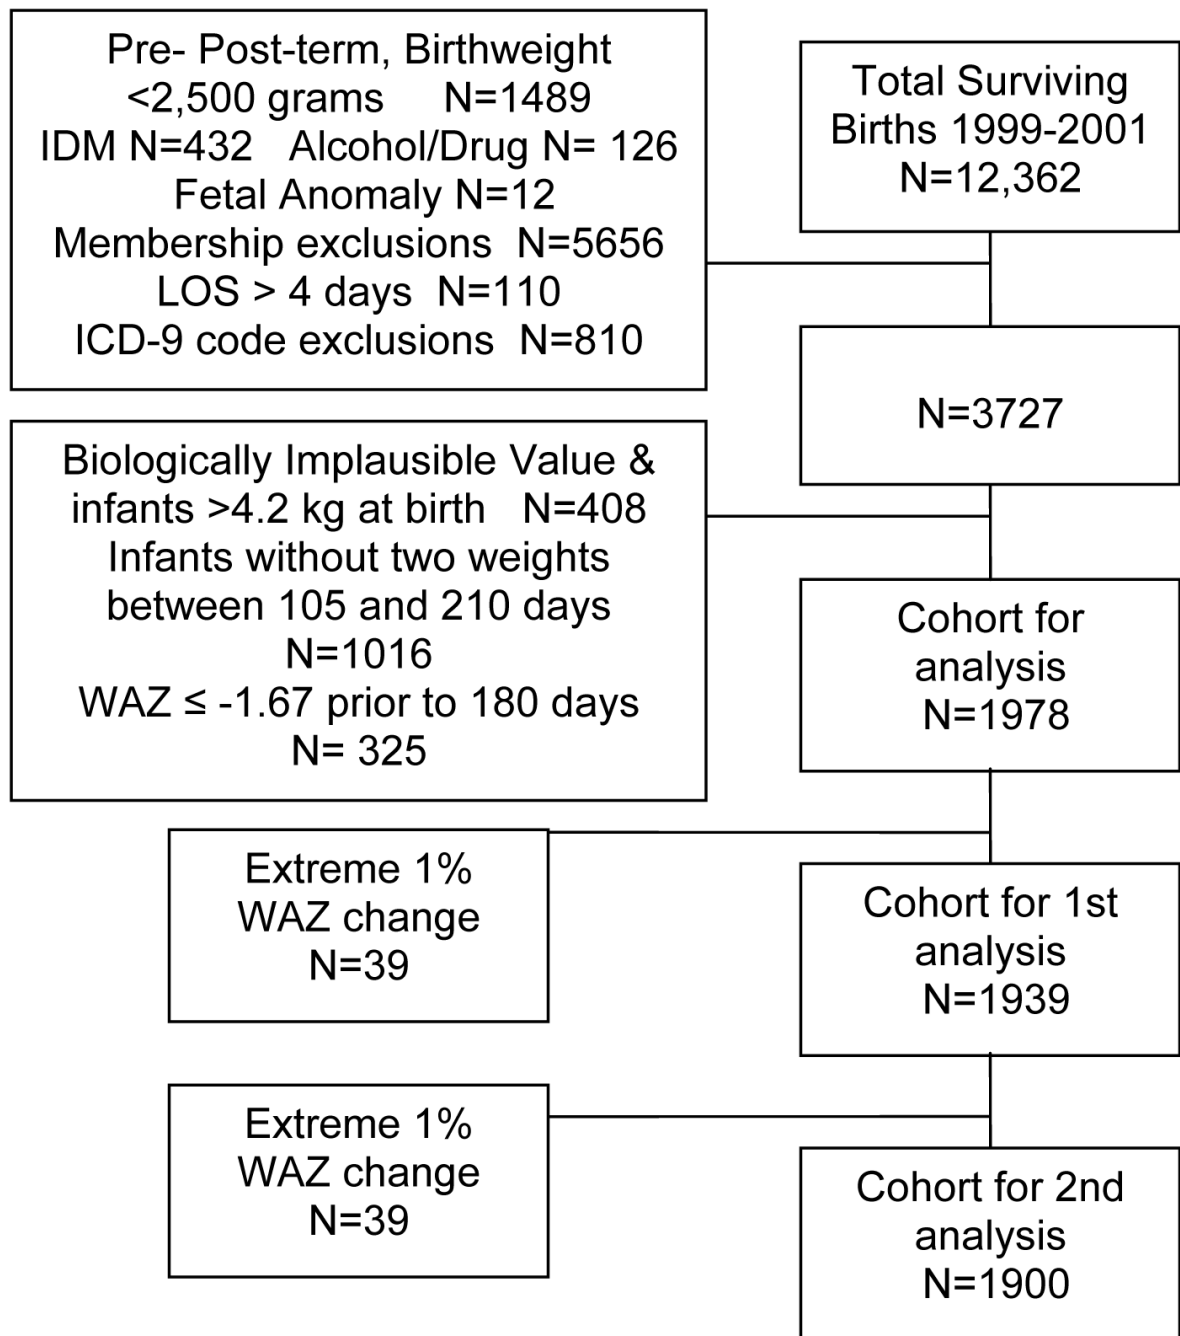 Pre- Post-term, Birthweight
<2,500 grams N=1489
IDM N=432 Alcohol/Drug N= 126
Fetal Anomaly N=12
Membership exclusions N=5656
LOS > 4 days N=110
ICD-9 code exclusions N=810
Total Surviving
Births 1999-2001
N=12,362
N=3727
Biologically Implausible Value &
infants >4.2 kg at birth N=408
Infants without two weights
between 105 and 210 days
N=1016
WAZ ≤ -1.67 prior to 180 days
N= 325
Cohort for
analysis
N=1978
Extreme 1%
WAZ change
N=39
Cohort for 1st
analysis
N=1939
Extreme 1%
WAZ change
N=39
Cohort for 2nd
analysis
N=1900